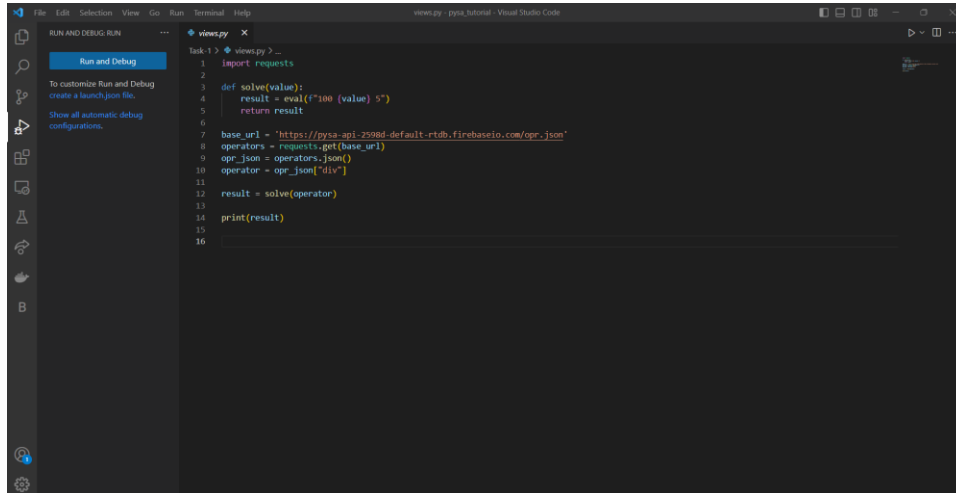 File Edit Selection View Go Run Terminal Help
views.py - pysa_tutorial - Visual Studio Code
RUN AND DEBUG: RUN ...
Run and Debug
To customize Run and Debug
create a launch.json file.
Show all automatic debug
configurations.
views.py
Task-1 > views.py > ...
1 import requests
2
3 def solve(value):
4     result = eval(f"100 {value} 5")
5     return result
6
7 base_url = 'https://pysa-api-2598d-default-rtdb.firebaseio.com/opr.json'
8 operators = requests.get(base_url)
9 opr_json = operators.json()
10 operator = opr_json["div"]
11
12 result = solve(operator)
13
14 print(result)
15
16
B
1